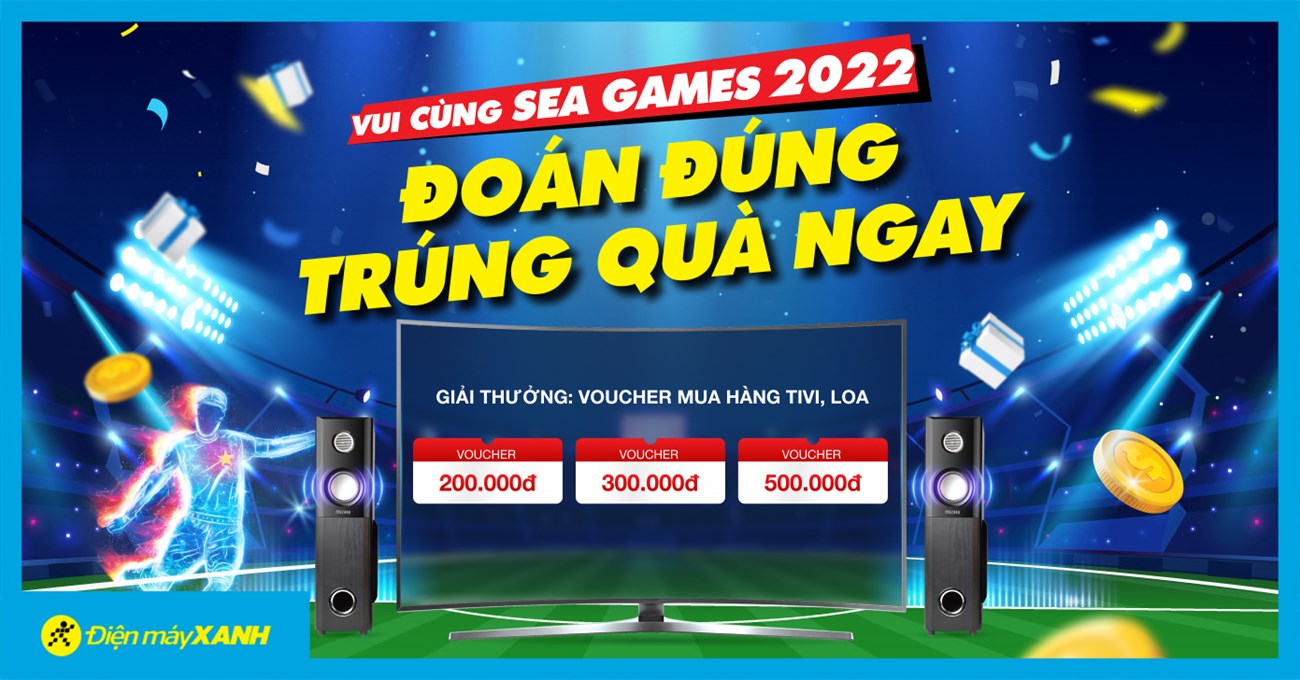 VUI CÙNG SEA GAMES 2022
ĐOÁN ĐÚNG
TRÚNG QUÀ NGAY
GIẢI THƯỞNG: VOUCHER MUA HÀNG TIVI, LOA
VOUCHER
200.000đ
VOUCHER
300.000đ
VOUCHER
500.000đ
Điện máy XANH